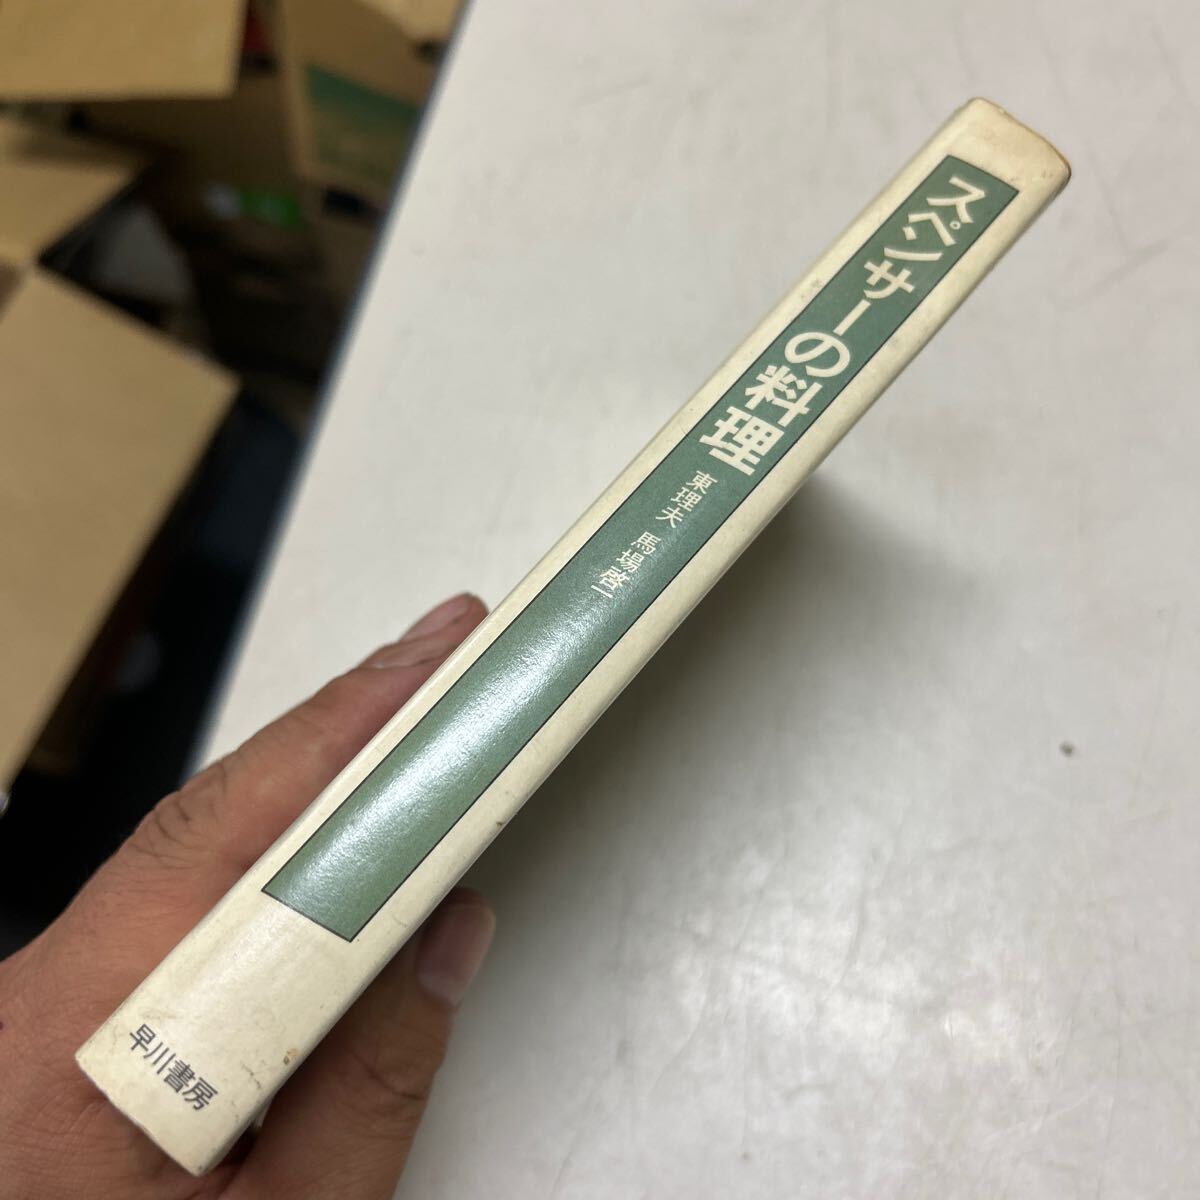 スペンサーの料理
東理夫 馬場啓一
早川書房